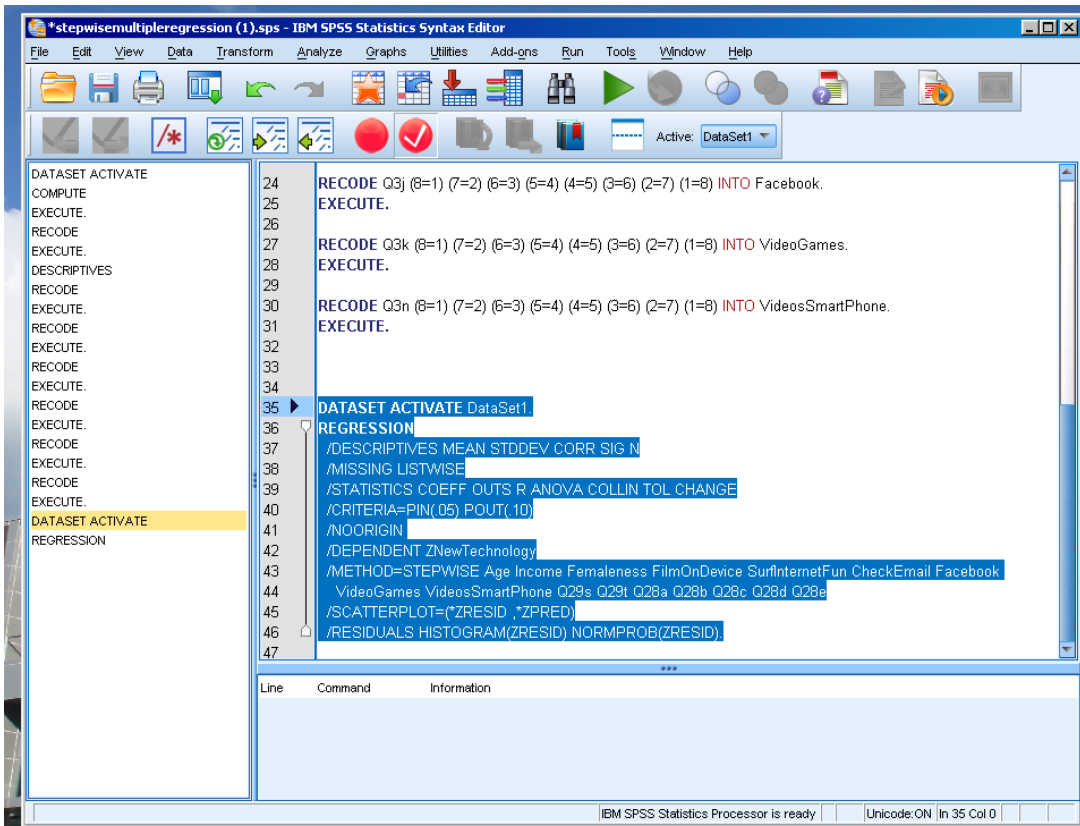 *stepwisemultipleregression (1).sps - IBM SPSS Statistics Syntax Editor
File Edit View Data Transform Analyze Graphs Utilities Add-ons Run Tools Window Help
Active: DataSet1
DATASET ACTIVATE
COMPUTE
EXECUTE.
RECODE
EXECUTE.
DESCRIPTIVES
RECODE
EXECUTE.
RECODE
EXECUTE.
RECODE
EXECUTE.
RECODE
EXECUTE.
RECODE
EXECUTE.
RECODE
EXECUTE.
DATASET ACTIVATE
REGRESSION
24 RECODE Q3j (8=1) (7=2) (6=3) (5=4) (4=5) (3=6) (2=7) (1=8) INTO Facebook.
25 EXECUTE.
26
27 RECODE Q3k (8=1) (7=2) (6=3) (5=4) (4=5) (3=6) (2=7) (1=8) INTO VideoGames.
28 EXECUTE.
29
30 RECODE Q3n (8=1) (7=2) (6=3) (5=4) (4=5) (3=6) (2=7) (1=8) INTO VideosSmartPhone.
31 EXECUTE.
32
33
34
35 DATASET ACTIVATE DataSet1.
36 REGRESSION
37 /DESCRIPTIVES MEAN STDDEV CORR SIG N
38 /MISSING LISTWISE
39 /STATISTICS COEFF OUTS R ANOVA COLLIN TOL CHANGE
40 /CRITERIA=PIN(.05) POUT(.10)
41 /NOORIGIN
42 /DEPENDENT ZNewTechnology
43 /METHOD=STEPWISE Age Income Femaleness FilmOnDevice SurfInternetFun CheckEmail Facebook
44 VideoGames VideosSmartPhone Q29s Q29t Q28a Q28b Q28c Q28d Q28e
45 /SCATTERPLOT=(*ZRESID ,*ZPRED)
46 /RESIDUALS HISTOGRAM(ZRESID) NORMPROB(ZRESID).
47
Line Command Information
IBM SPSS Statistics Processor is ready Unicode:ON In 35 Col 0